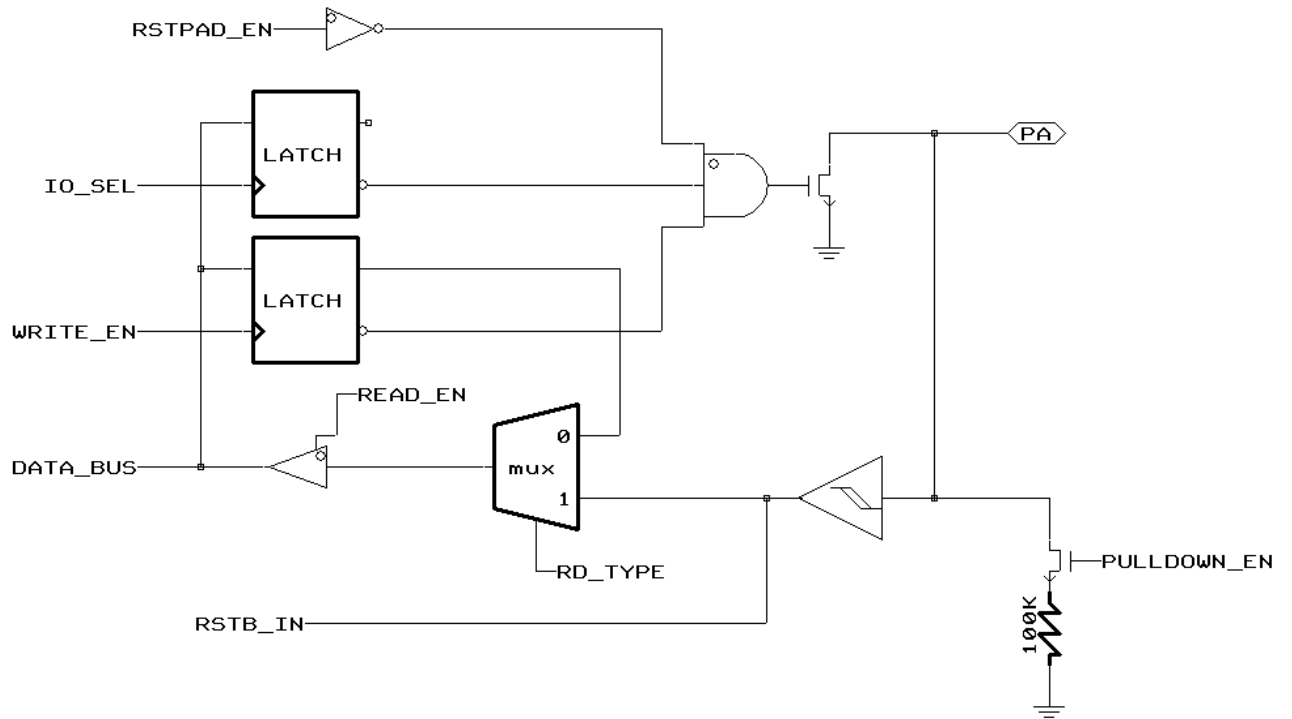 RSTPAD_EN
LATCH
PA
IO_SEL
LATCH
WRITE_EN
READ_EN
0
DATA_BUS
mux
1
RD_TYPE
PULLDOWN_EN
100K
RSTB_IN